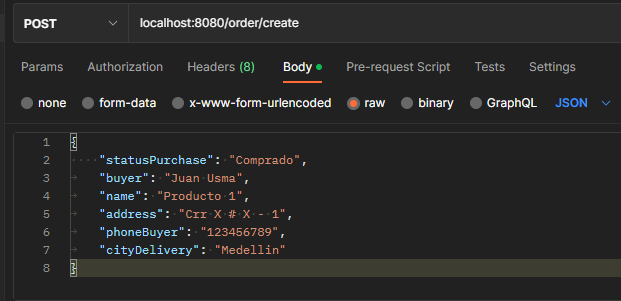 POST localhost:8080/order/create
Params Authorization Headers (8) Body Pre-request Script Tests Settings
none form-data x-www-form-urlencoded raw binary GraphQL JSON
1 {
2 "statusPurchase": "Comprado",
3 "buyer": "Juan Usma",
4 "name": "Producto 1",
5 "address": "Crr X # X - 1",
6 "phoneBuyer": "123456789",
7 "cityDelivery": "Medellin"
8 }